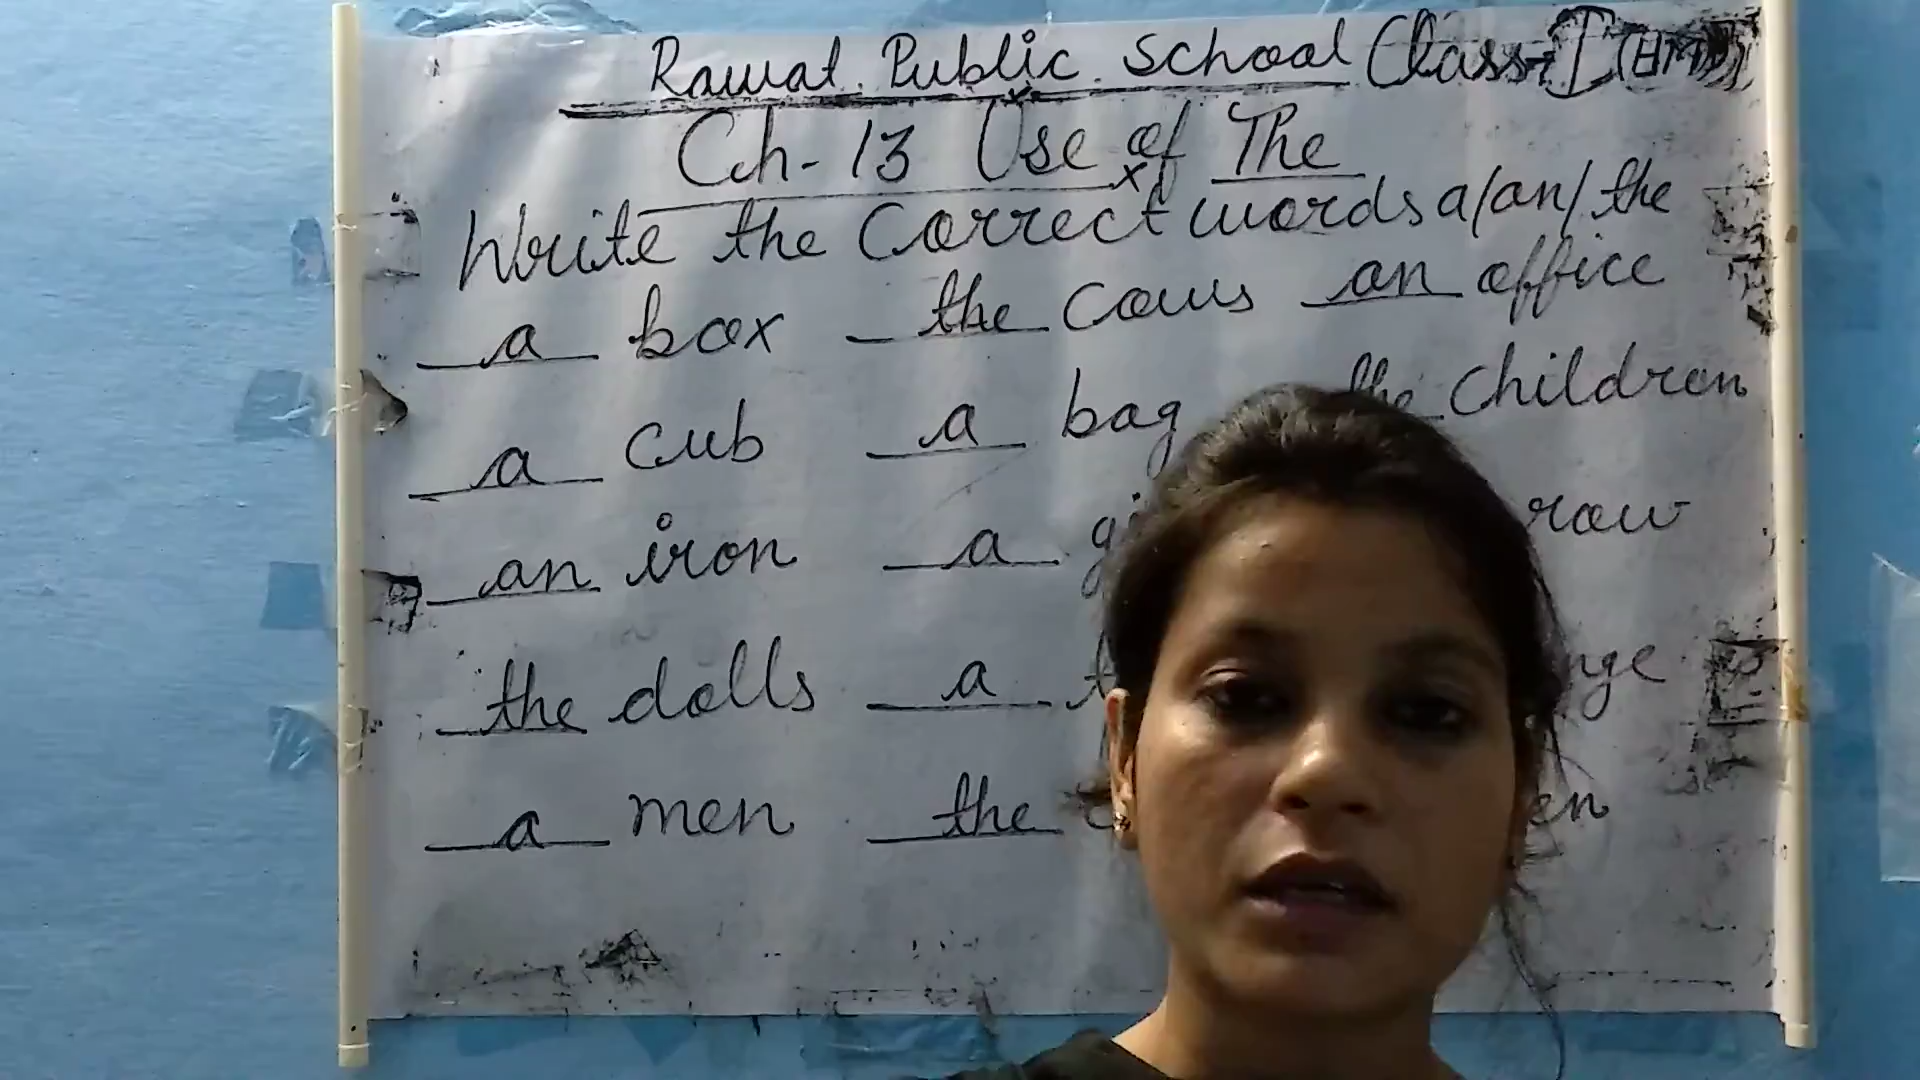 Rawat Public School Class-I
Ch-13 Use of The
Write the Correct words a/an/the
a box the cows an office
a cub a bag the children
an iron a
the dolls a
a men the